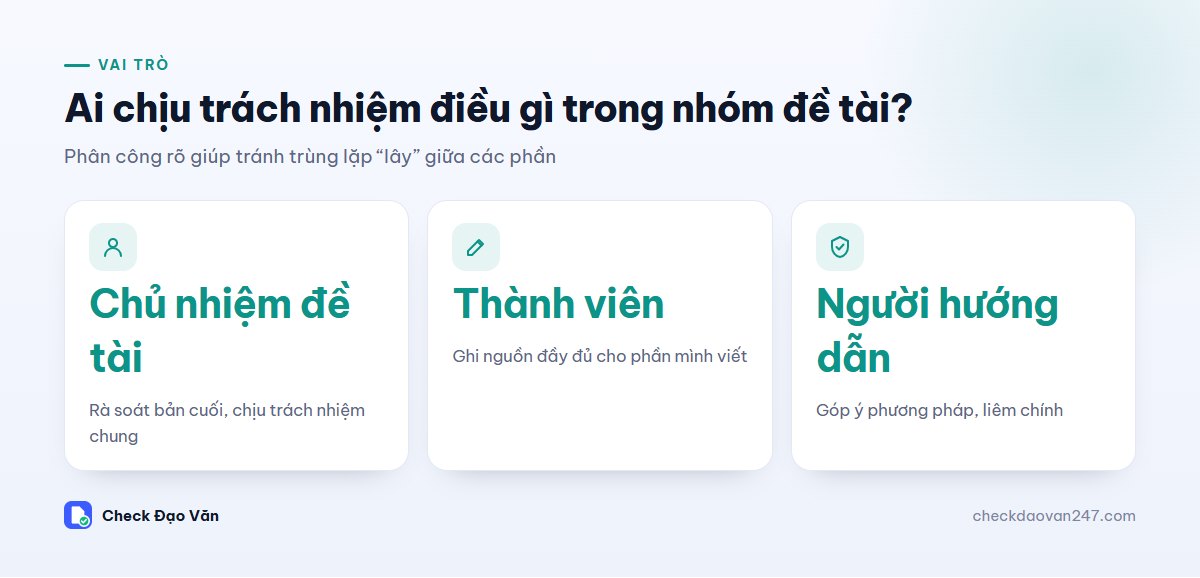 VAI TRÒ
Ai chịu trách nhiệm điều gì trong nhóm đề tài?
Phân công rõ giúp tránh trùng lặp “lây” giữa các phần
Chủ nhiệm đề
tài
Rà soát bản cuối, chịu trách nhiệm
chung
Thành viên
Ghi nguồn đầy đủ cho phần mình viết
Người hướng
dẫn
Góp ý phương pháp, liêm chính
Check Đạo Văn
checkdaovan247.com